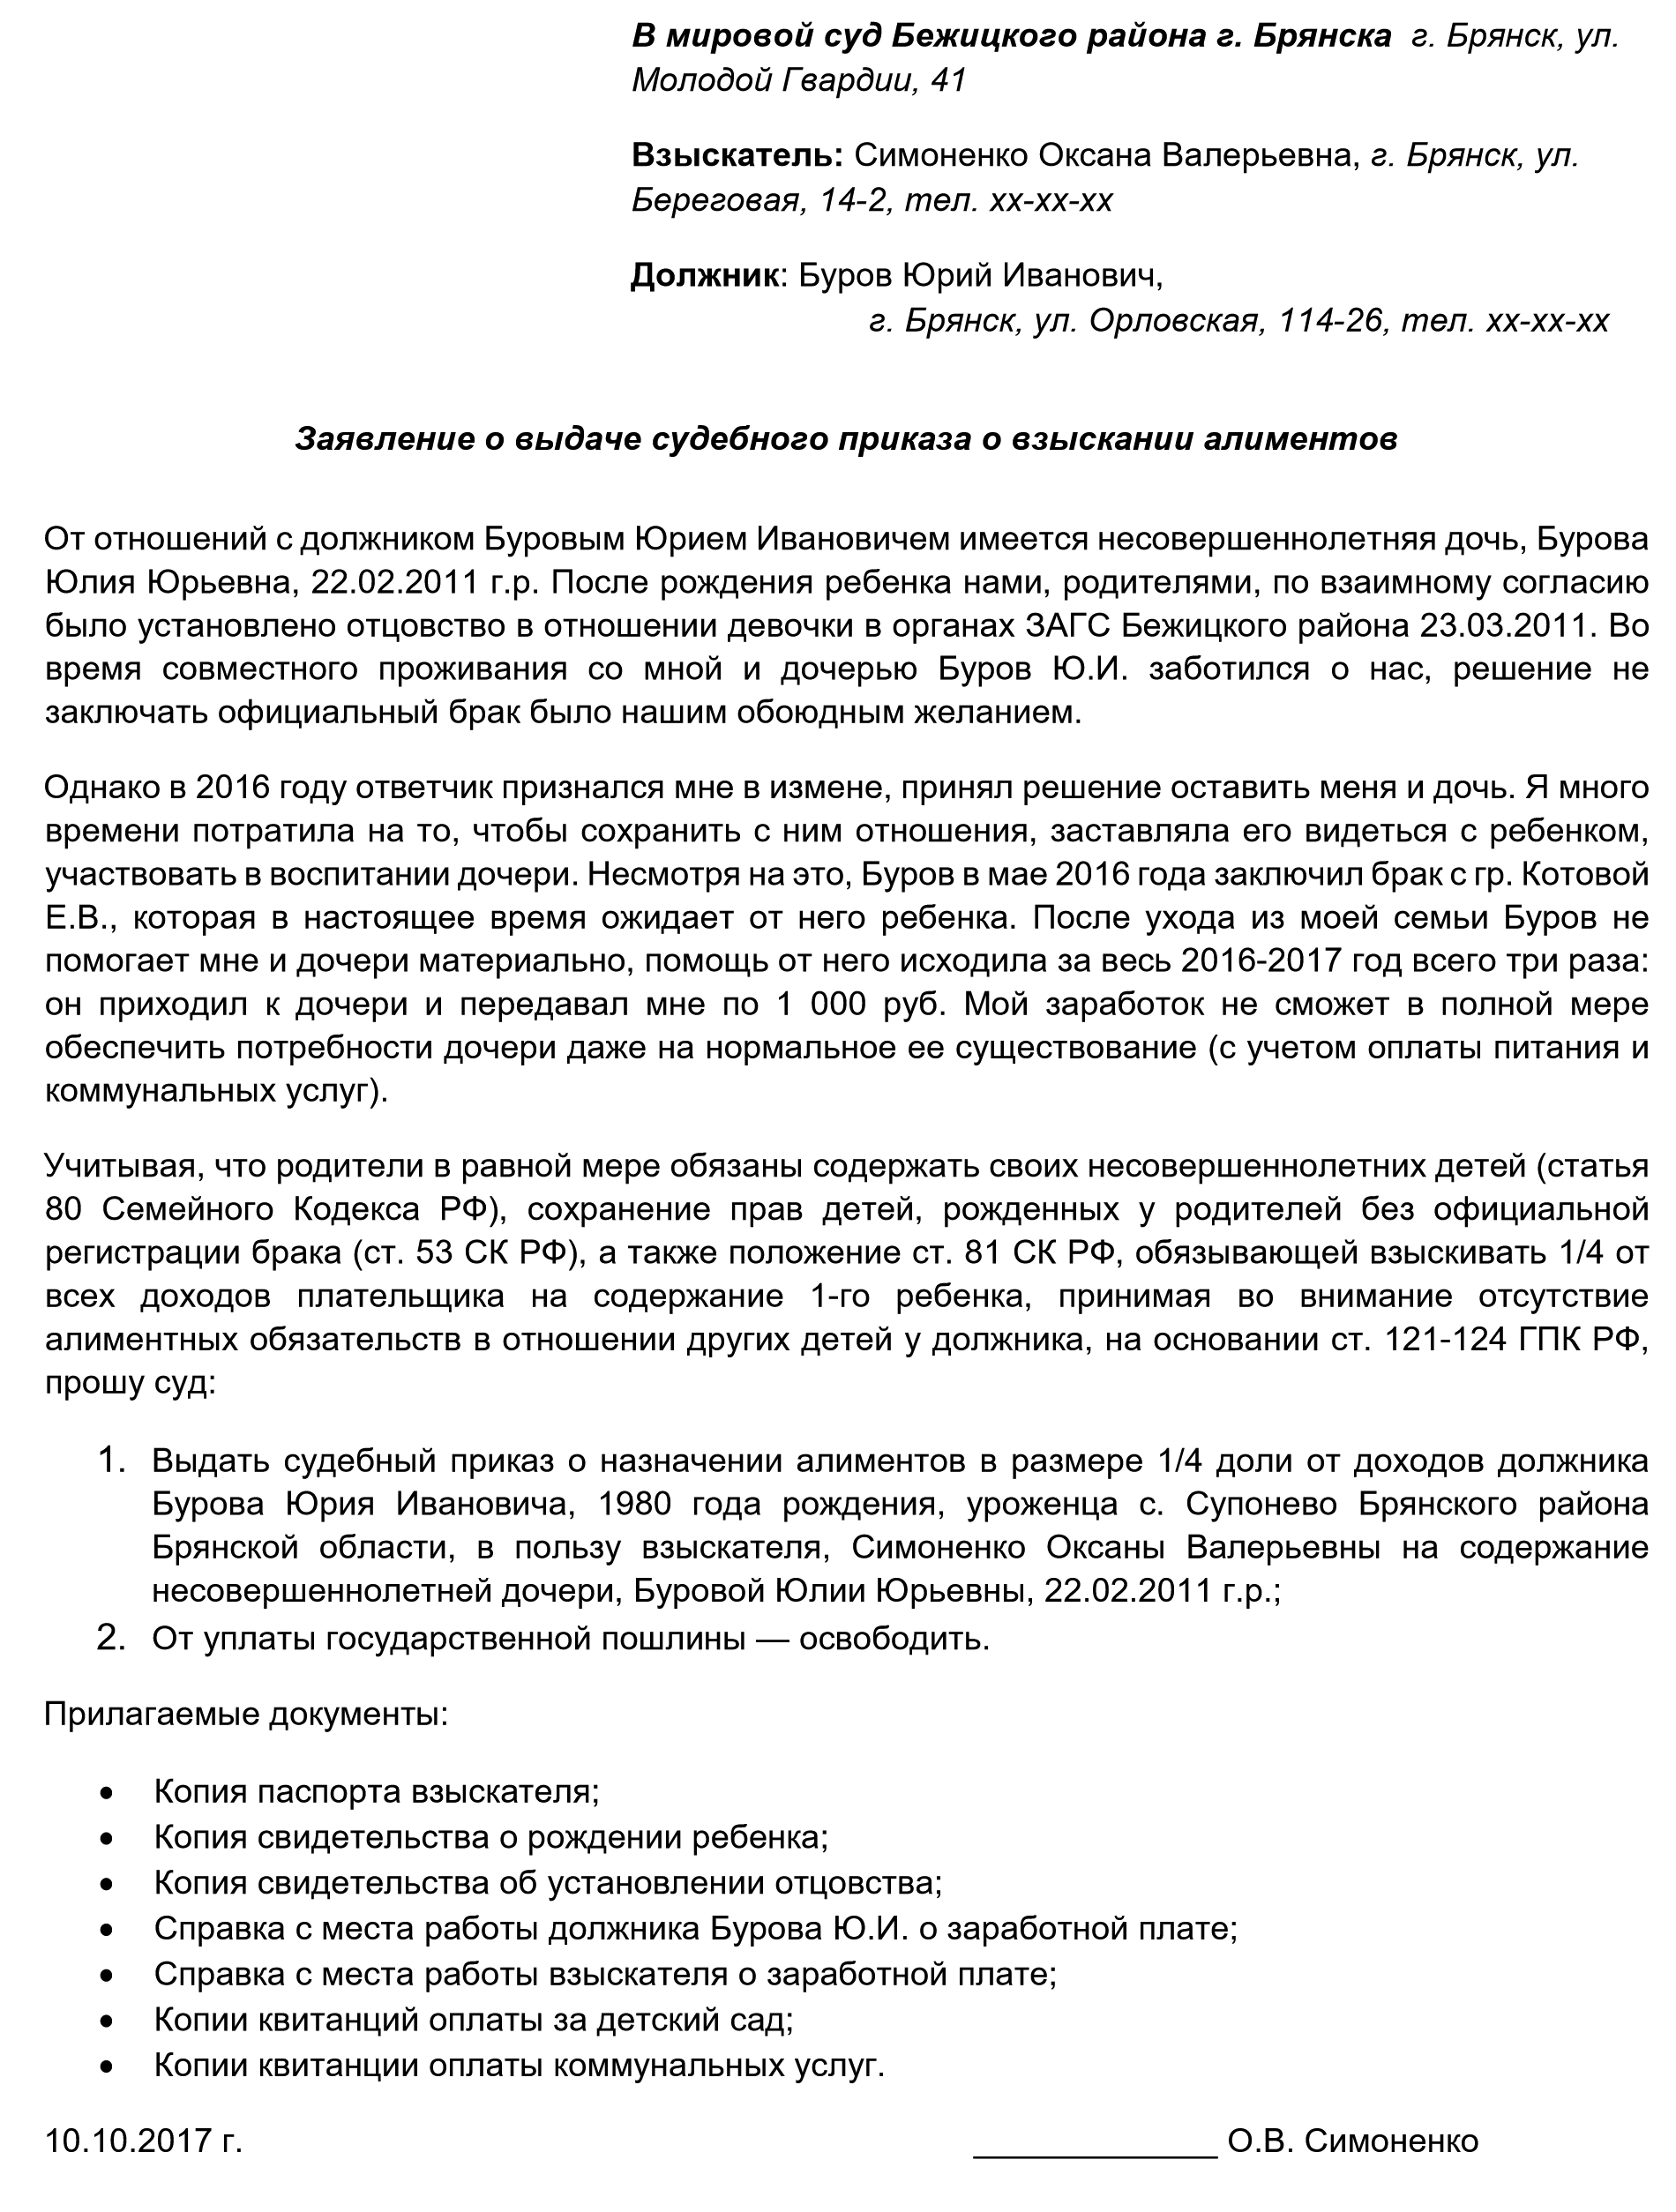 В мировой суд Бежицкого района г. Брянска г. Брянск, ул.
Молодой Гвардии, 41
Взыскатель: Симоненко Оксана Валерьевна, г. Брянск, ул.
Береговая, 14-2, тел. хх-хх-хх
Должник: Буров Юрий Иванович,
г. Брянск, ул. Орловская, 114-26, тел. хх-хх-хх
Заявление о выдаче судебного приказа о взыскании алиментов
От отношений с должником Буровым Юрием Ивановичем имеется несовершеннолетняя дочь, Бурова
Юлия Юрьевна, 22.02.2011 г.р. После рождения ребенка нами, родителями, по взаимному согласию
было установлено отцовство в отношении девочки в органах ЗАГС Бежицкого района 23.03.2011. Во
время совместного проживания со мной и дочерью Буров Ю.И. заботился о нас, решение не
заключать официальный брак было нашим обоюдным желанием.
Однако в 2016 году ответчик признался мне в измене, принял решение оставить меня и дочь. Я много
времени потратила на то, чтобы сохранить с ним отношения, заставляла его видеться с ребенком,
участвовать в воспитании дочери. Несмотря на это, Буров в мае 2016 года заключил брак с гр. Котовой
Е.В., которая в настоящее время ожидает от него ребенка. После ухода из моей семьи Буров не
помогает мне и дочери материально, помощь от него исходила за весь 2016-2017 год всего три раза:
он приходил к дочери и передавал мне по 1 000 руб. Мой заработок не сможет в полной мере
обеспечить потребности дочери даже на нормальное ее существование (с учетом оплаты питания и
коммунальных услуг).
Учитывая, что родители в равной мере обязаны содержать своих несовершеннолетних детей (статья
80 Семейного Кодекса РФ), сохранение прав детей, рожденных у родителей без официальной
регистрации брака (ст. 53 СК РФ), а также положение ст. 81 СК РФ, обязывающей взыскивать 1/4 от
всех доходов плательщика на содержание 1-го ребенка, принимая во внимание отсутствие
алиментных обязательств в отношении других детей у должника, на основании ст. 121-124 ГПК РФ,
прошу суд:
1. Выдать судебный приказ о назначении алиментов в размере 1/4 доли от доходов должника
Бурова Юрия Ивановича, 1980 года рождения, уроженца с. Супонево Брянского района
Брянской области, в пользу взыскателя, Симоненко Оксаны Валерьевны на содержание
несовершеннолетней дочери, Буровой Юлии Юрьевны, 22.02.2011 г.р.;
2. От уплаты государственной пошлины — освободить.
Прилагаемые документы:
• Копия паспорта взыскателя;
• Копия свидетельства о рождении ребенка;
• Копия свидетельства об установлении отцовства;
• Справка с места работы должника Бурова Ю.И. о заработной плате;
• Справка с места работы взыскателя о заработной плате;
• Копии квитанций оплаты за детский сад;
• Копии квитанции оплаты коммунальных услуг.
10.10.2017 г. _____________ О.В. Симоненко